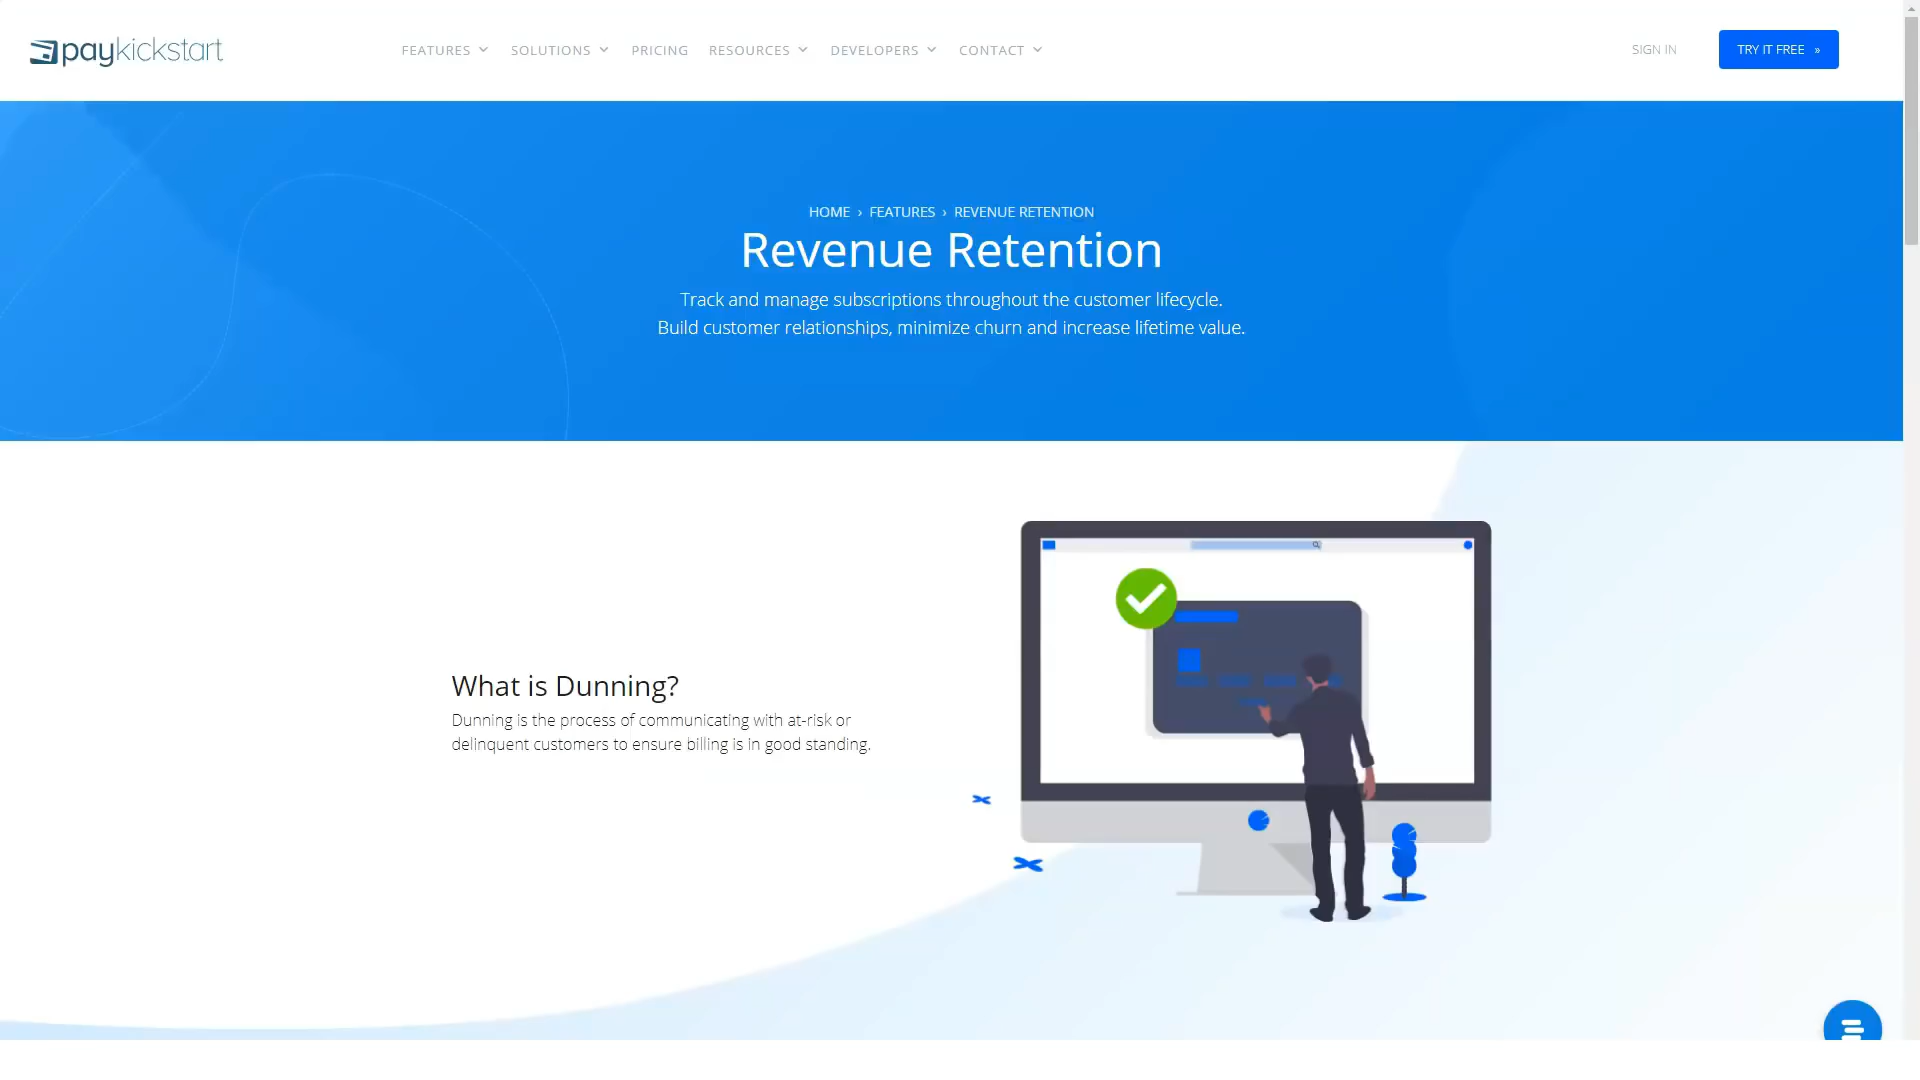 paykickstart
FEATURES SOLUTIONS PRICING RESOURCES DEVELOPERS CONTACT
SIGN IN
TRY IT FREE »
HOME › FEATURES › REVENUE RETENTION
Revenue Retention
Track and manage subscriptions throughout the customer lifecycle.
Build customer relationships, minimize churn and increase lifetime value.
What is Dunning?
Dunning is the process of communicating with at-risk or
delinquent customers to ensure billing is in good standing.